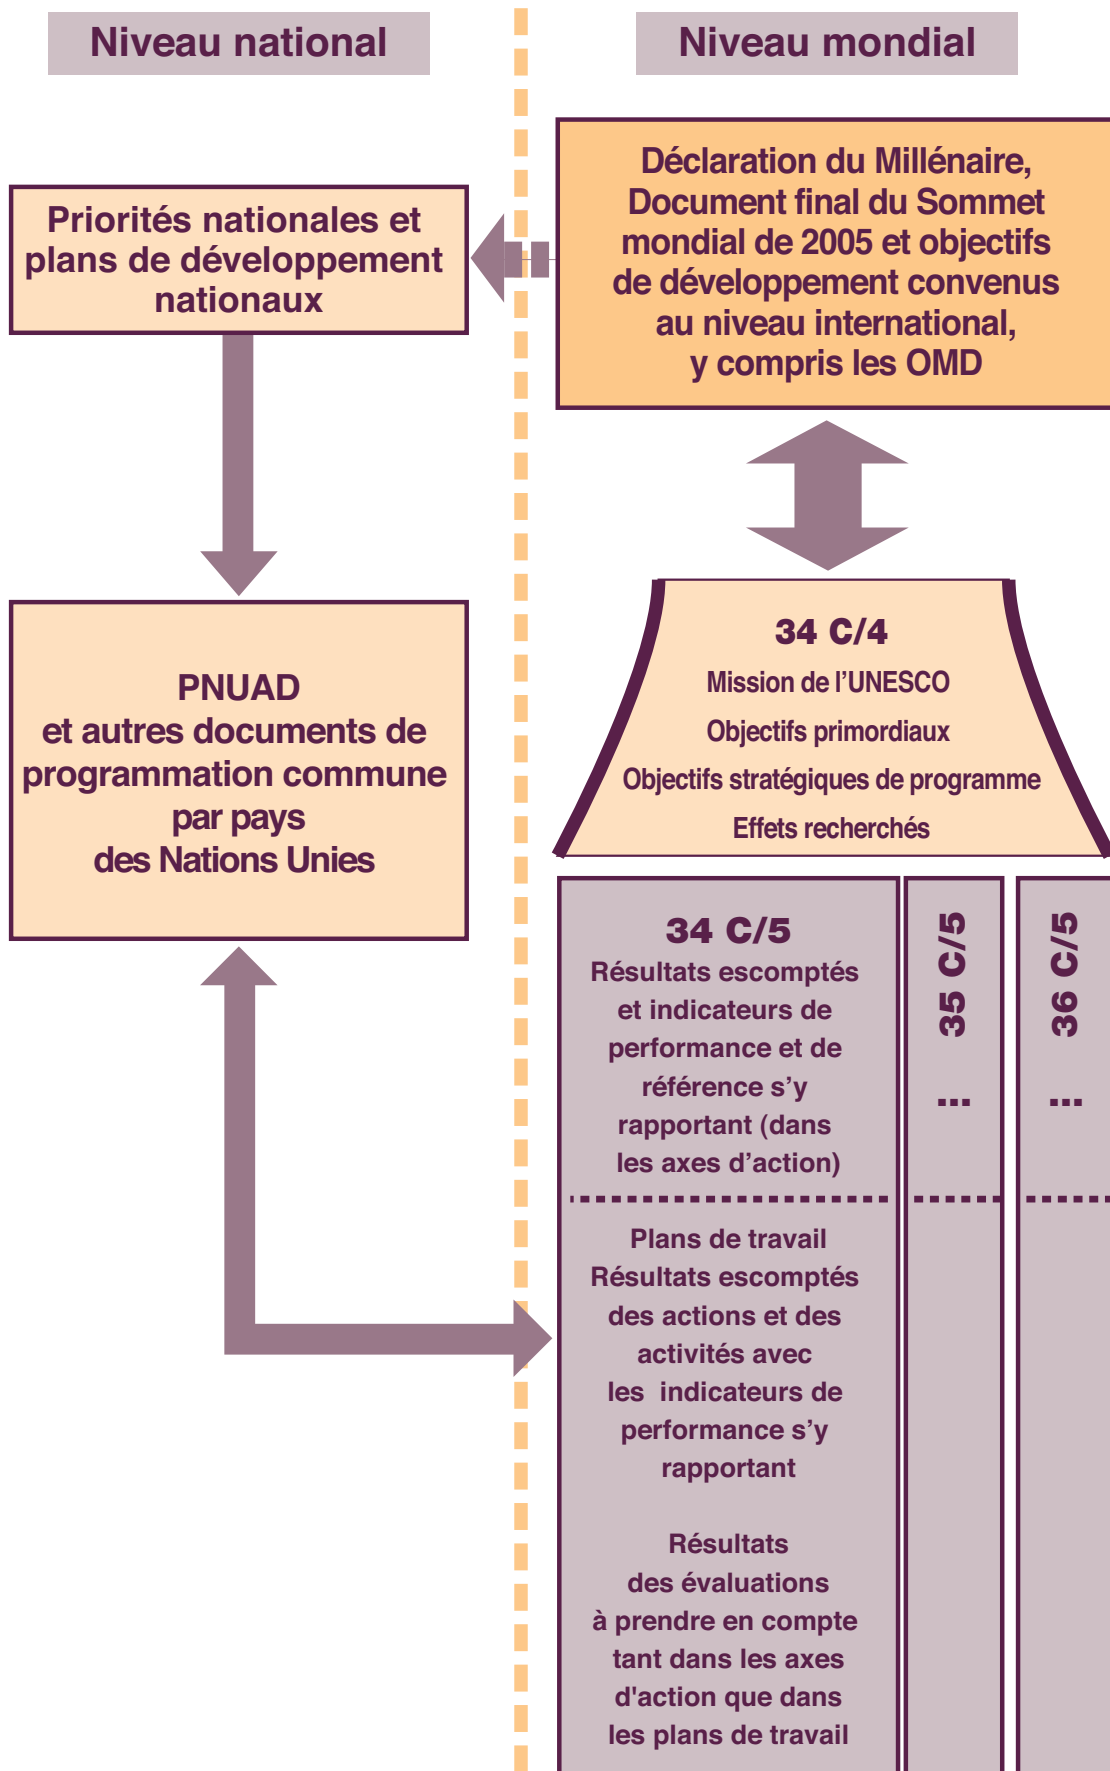 Niveau national
Niveau mondial
Priorités nationales et
plans de développement
nationaux
Déclaration du Millénaire,
Document final du Sommet
mondial de 2005 et objectifs
de développement convenus
au niveau international,
y compris les OMD
PNUAD
et autres documents de
programmation commune
par pays
des Nations Unies
34 C/4
Mission de l’UNESCO
Objectifs primordiaux
Objectifs stratégiques de programme
Effets recherchés
34 C/5
Résultats escomptés
et indicateurs de
performance et de
référence s’y
rapportant (dans
les axes d’action)
Plans de travail
Résultats escomptés
des actions et des
activités avec
les indicateurs de
performance s’y
rapportant
Résultats
des évaluations
à prendre en compte
tant dans les axes
d'action que dans
les plans de travail
35 C/5
...
36 C/5
...